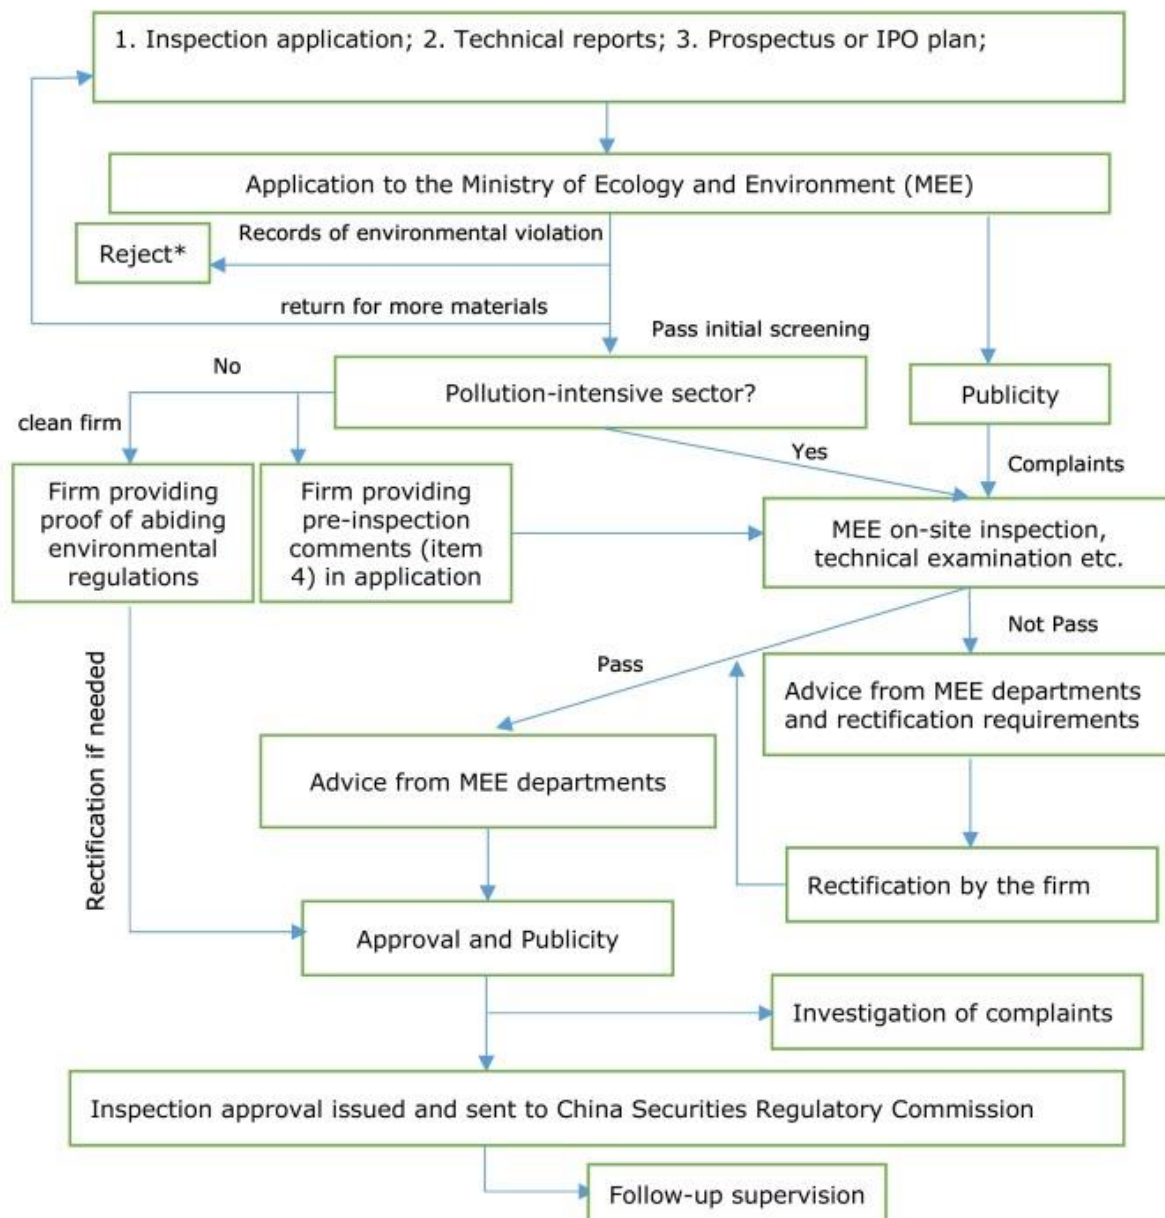 1. Inspection application; 2. Technical reports; 3. Prospectus or IPO plan;
Application to the Ministry of Ecology and Environment (MEE)
Records of environmental violation
Reject*
return for more materials
Pass initial screening
No
Pollution-intensive sector?
Publicity
clean firm
Yes
Complaints
Firm providing
proof of abiding
environmental
regulations
Firm providing
pre-inspection
comments (item
4) in application
MEE on-site inspection,
technical examination etc.
Not Pass
Pass
Rectification if needed
Advice from MEE departments
and rectification requirements
Advice from MEE departments
Rectification by the firm
Approval and Publicity
Investigation of complaints
Inspection approval issued and sent to China Securities Regulatory Commission
Follow-up supervision